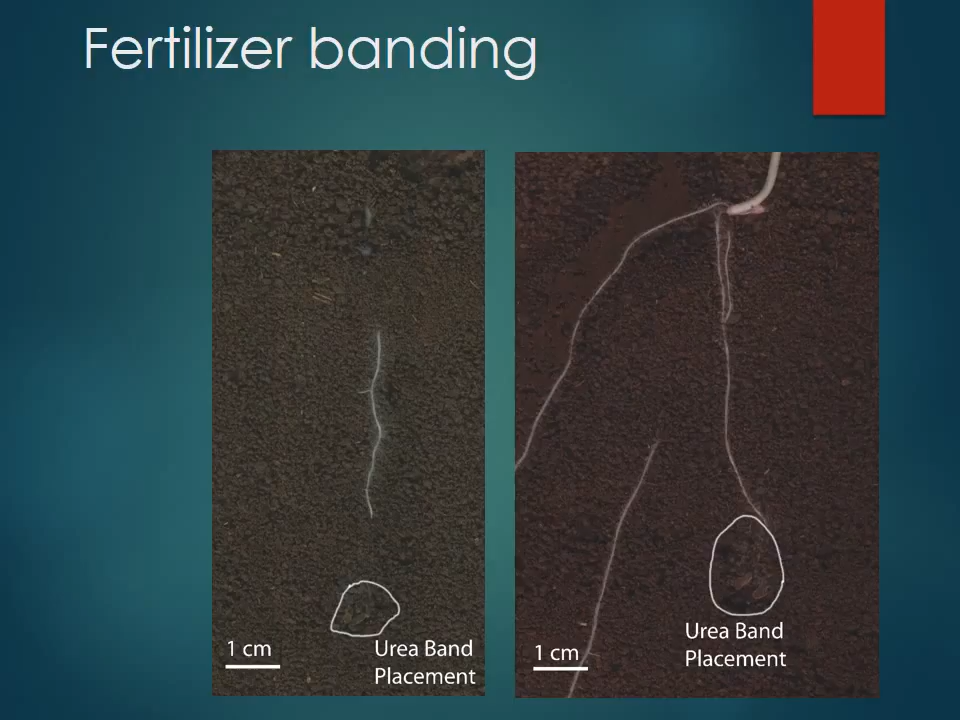 Fertilizer banding
1 cm
Urea Band
Placement
1 cm
Urea Band
Placement